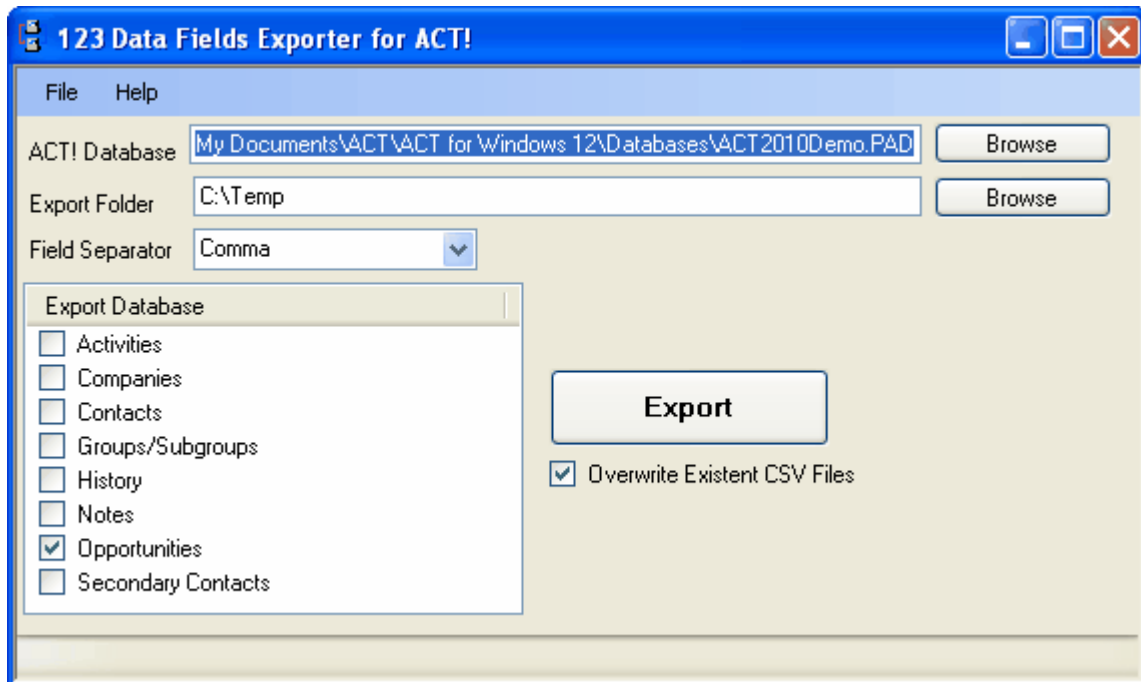 123 Data Fields Exporter for ACT!
File Help
ACT! Database My Documents\ACT\ACT for Windows 12\Databases\ACT2010Demo.PAD Browse
Export Folder C:\Temp Browse
Field Separator Comma
Export Database
Activities
Companies
Contacts
Groups/Subgroups
History
Notes
Opportunities
Secondary Contacts
Export
Overwrite Existent CSV Files